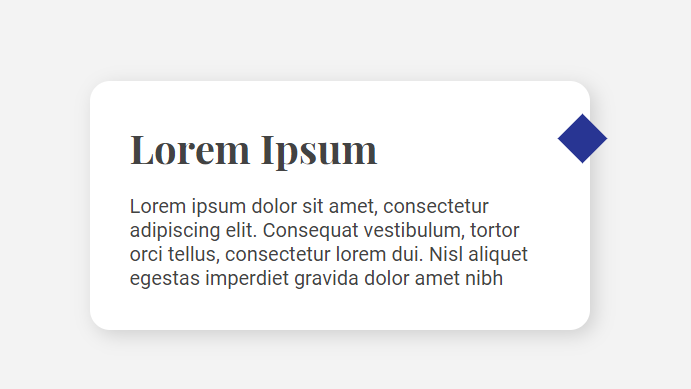 Lorem Ipsum
Lorem ipsum dolor sit amet, consectetur
adipiscing elit. Consequat vestibulum, tortor
orci tellus, consectetur lorem dui. Nisl aliquet
egestas imperdiet gravida dolor amet nibh